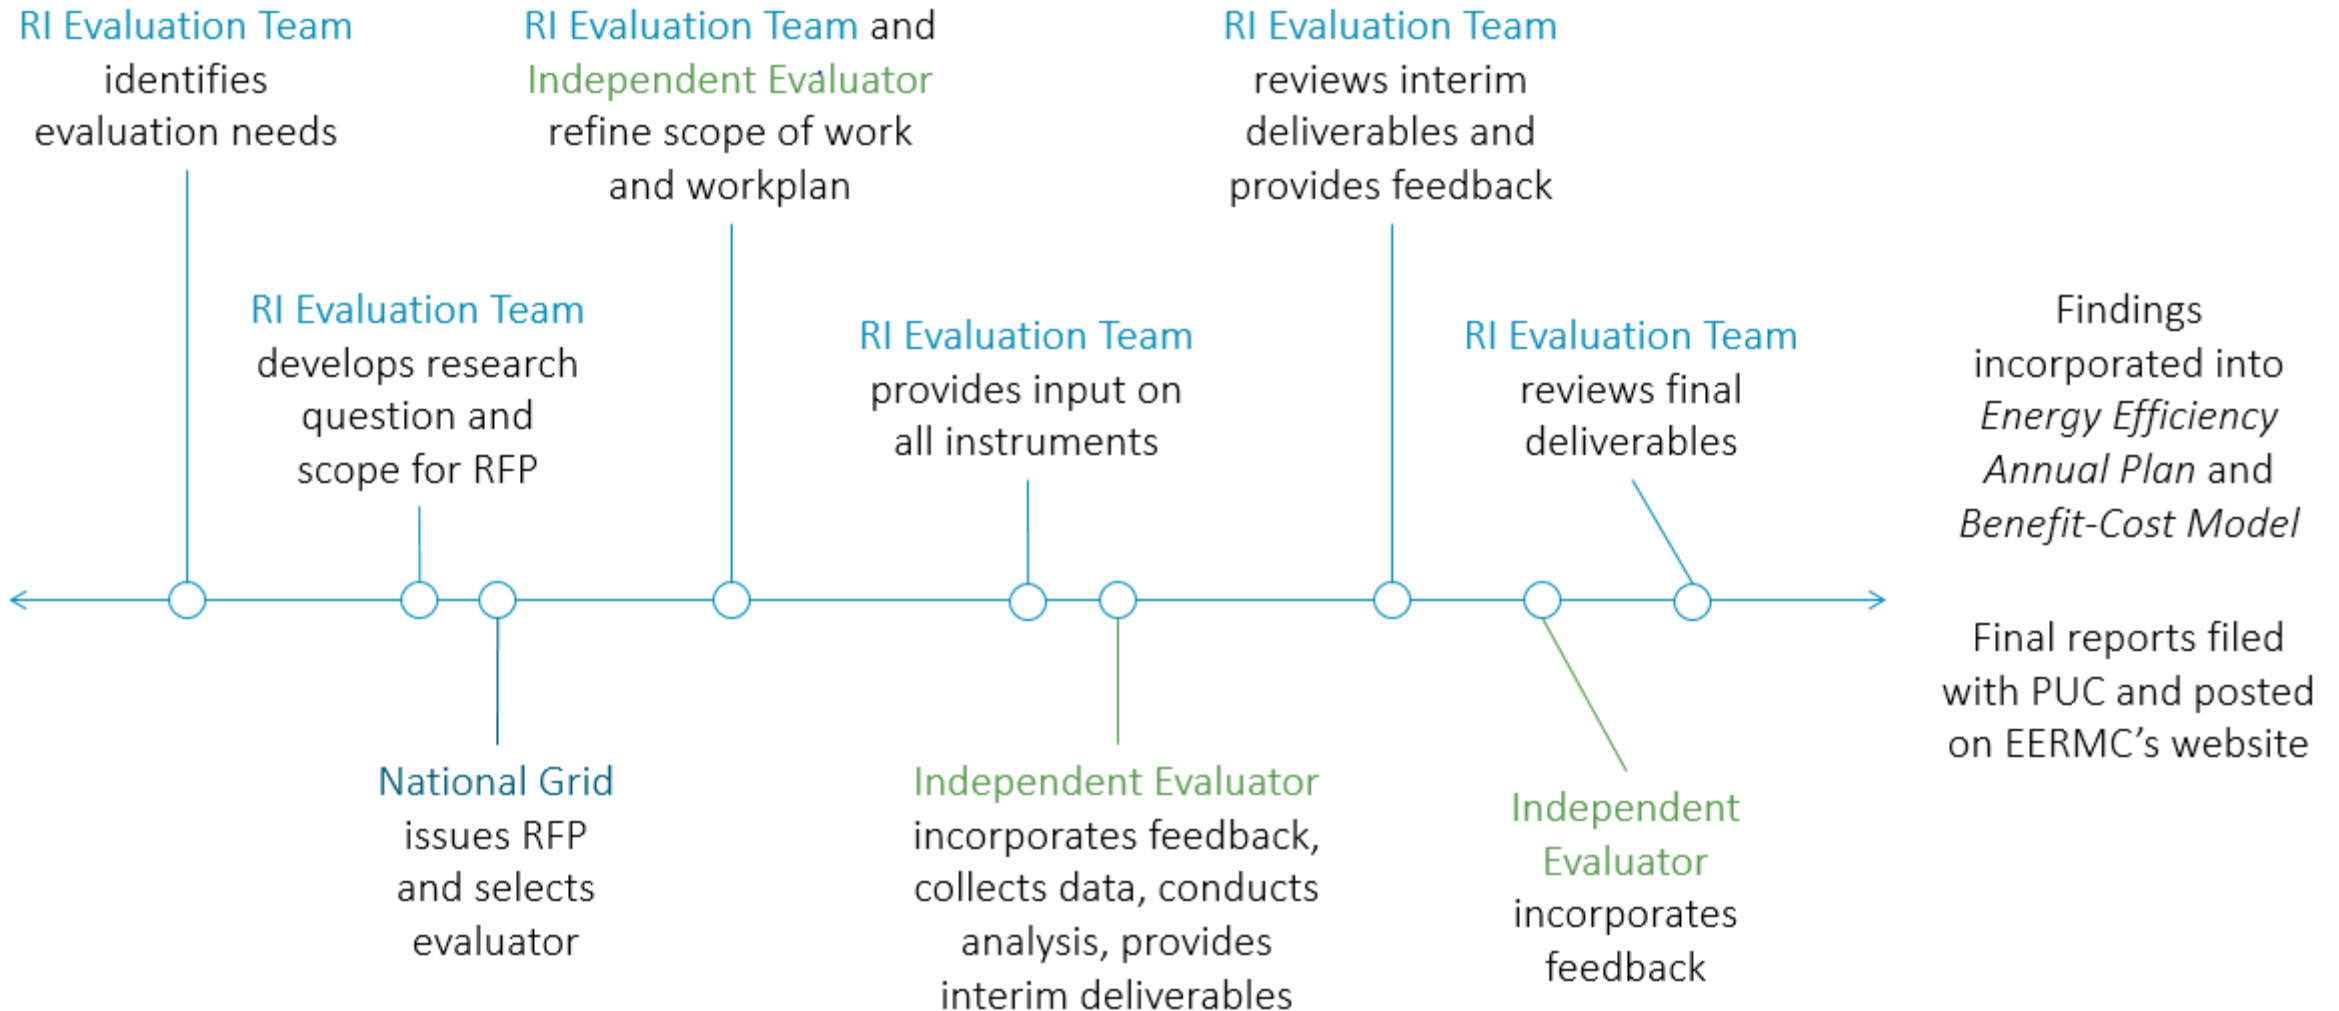 RI Evaluation Team
identifies
evaluation needs
RI Evaluation Team
develops research
question and
scope for RFP
National Grid
issues RFP
and selects
evaluator
RI Evaluation Team and
Independent Evaluator
refine scope of work
and workplan
RI Evaluation Team
provides input on
all instruments
Independent Evaluator
incorporates feedback,
collects data, conducts
analysis, provides
interim deliverables
RI Evaluation Team
reviews interim
deliverables and
provides feedback
Independent
Evaluator
incorporates
feedback
RI Evaluation Team
reviews final
deliverables
Findings
incorporated into
Energy Efficiency
Annual Plan and
Benefit-Cost Model
Final reports filed
with PUC and posted
on EERMC’s website